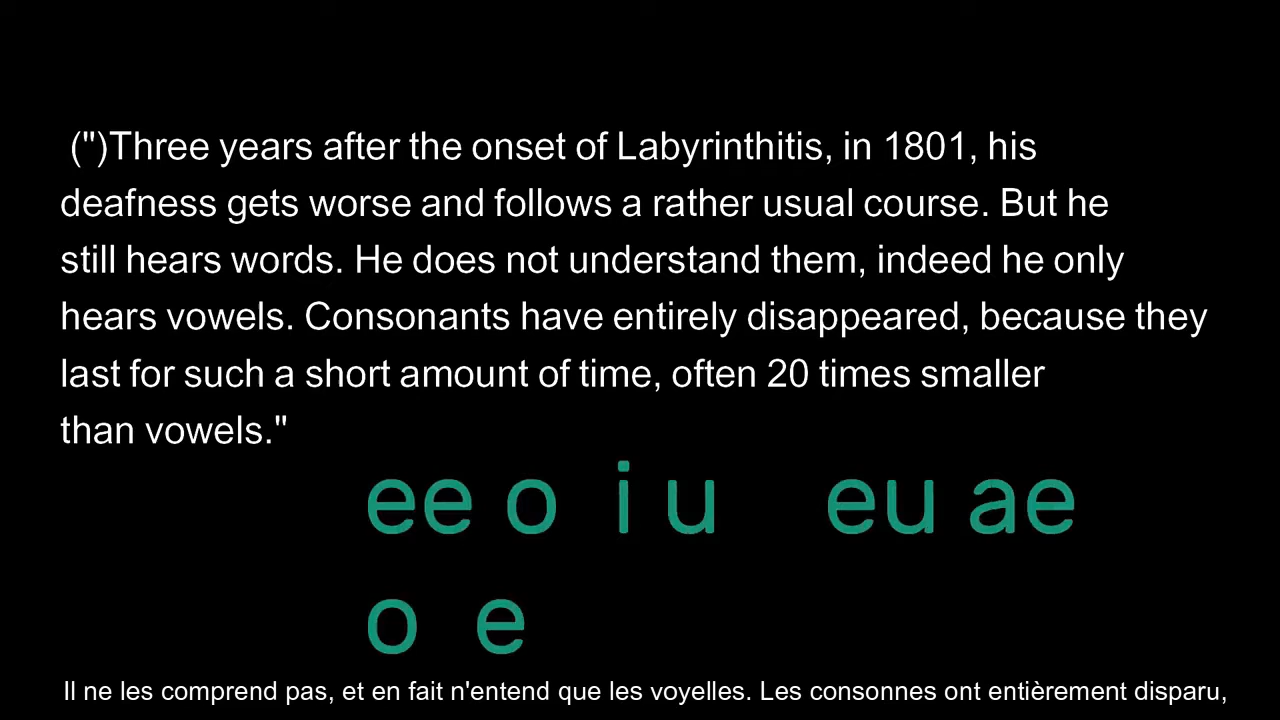 (")Three years after the onset of Labyrinthitis, in 1801, his
deafness gets worse and follows a rather usual course. But he
still hears words. He does not understand them, indeed he only
hears vowels. Consonants have entirely disappeared, because they
last for such a short amount of time, often 20 times smaller
than vowels."
ee o i u eu ae
o e
Il ne les comprend pas, et en fait n'entend que les voyelles. Les consonnes ont entièrement disparu,